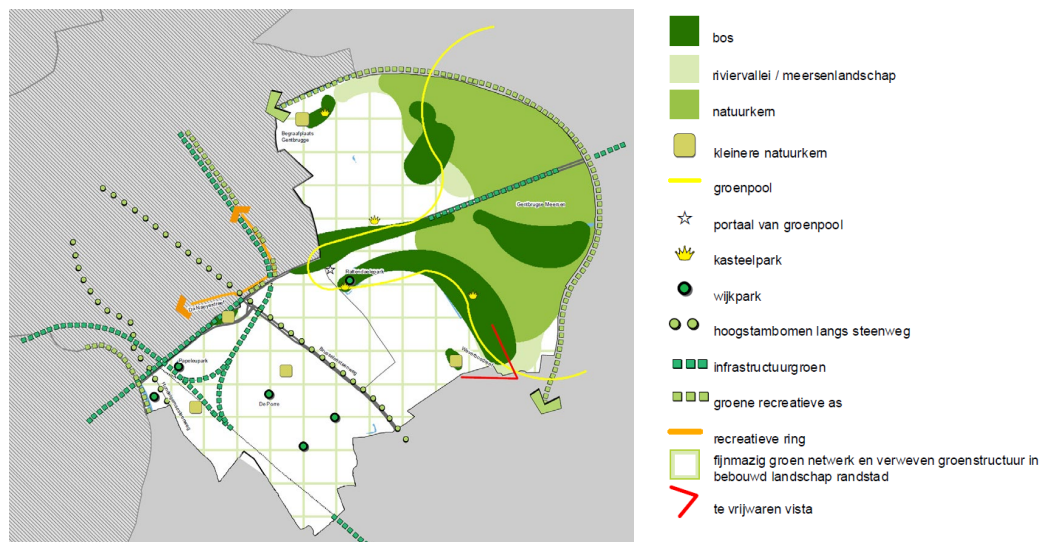 bos
riviervallei / meersenlandschap
natuurkern
kleinere natuurkern
groenpool
portaal van groenpool
kasteelpark
wijkpark
hoogstambomen langs steenweg
infrastructuurgroen
groene recreatieve as
recreatieve ring
fijnmazig groen netwerk en verweven groenstructuur in
bebouwd landschap randstad
te vrijwaren vista
Begraafplaats
Gentbrugge
Gentbrugse Meersen
De Porre
Brusselsesteenweg